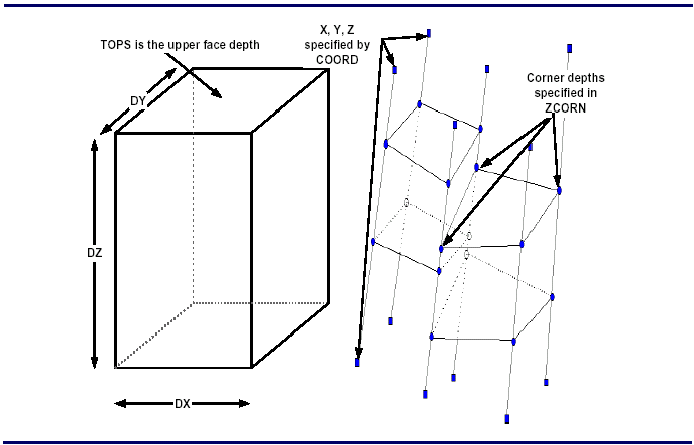 TOPS is the upper face depth
DY
DZ
DX
X, Y, Z
specified by
COORD
Corner depths
specified in
ZCORN